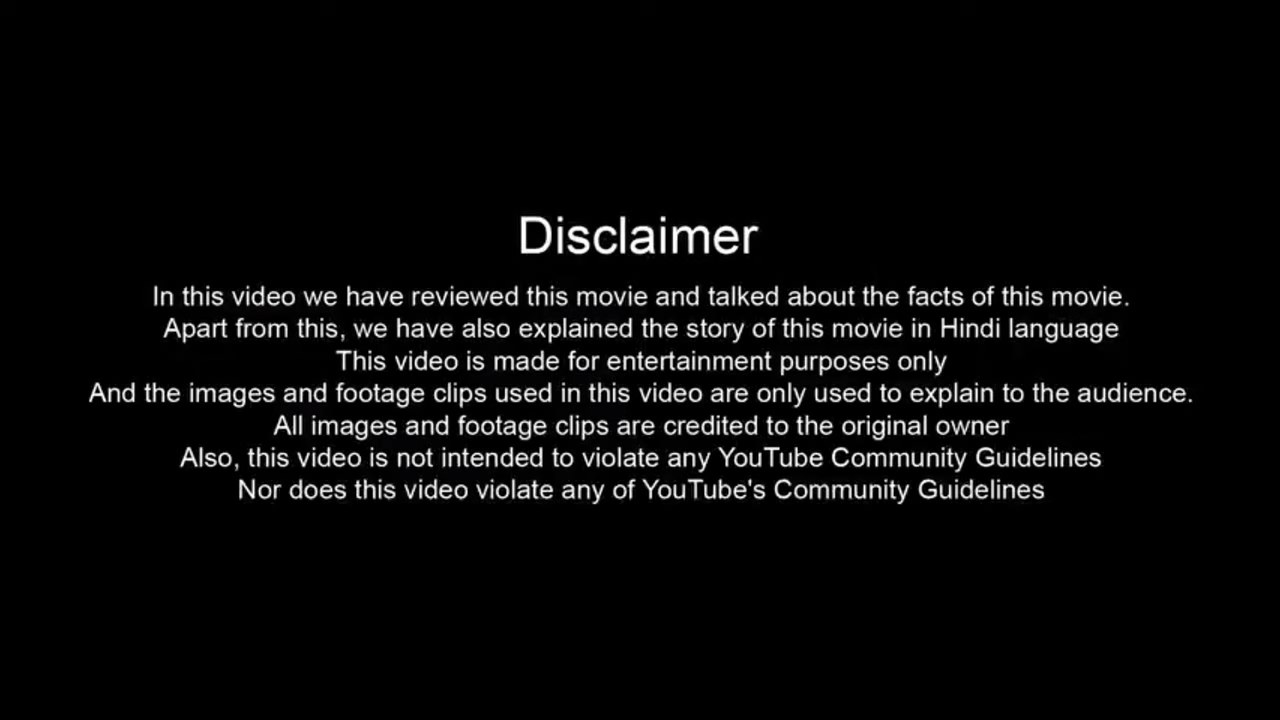 Disclaimer
In this video we have reviewed this movie and talked about the facts of this movie.
Apart from this, we have also explained the story of this movie in Hindi language
This video is made for entertainment purposes only
And the images and footage clips used in this video are only used to explain to the audience.
All images and footage clips are credited to the original owner
Also, this video is not intended to violate any YouTube Community Guidelines
Nor does this video violate any of YouTube's Community Guidelines